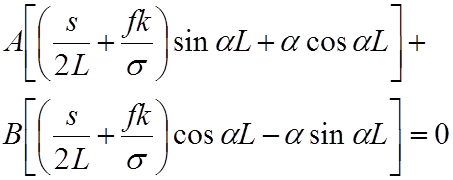 A[(s/2L + fk/σ) sin αL + α cos αL] +
B[(s/2L + fk/σ) cos αL − α sin αL] = 0